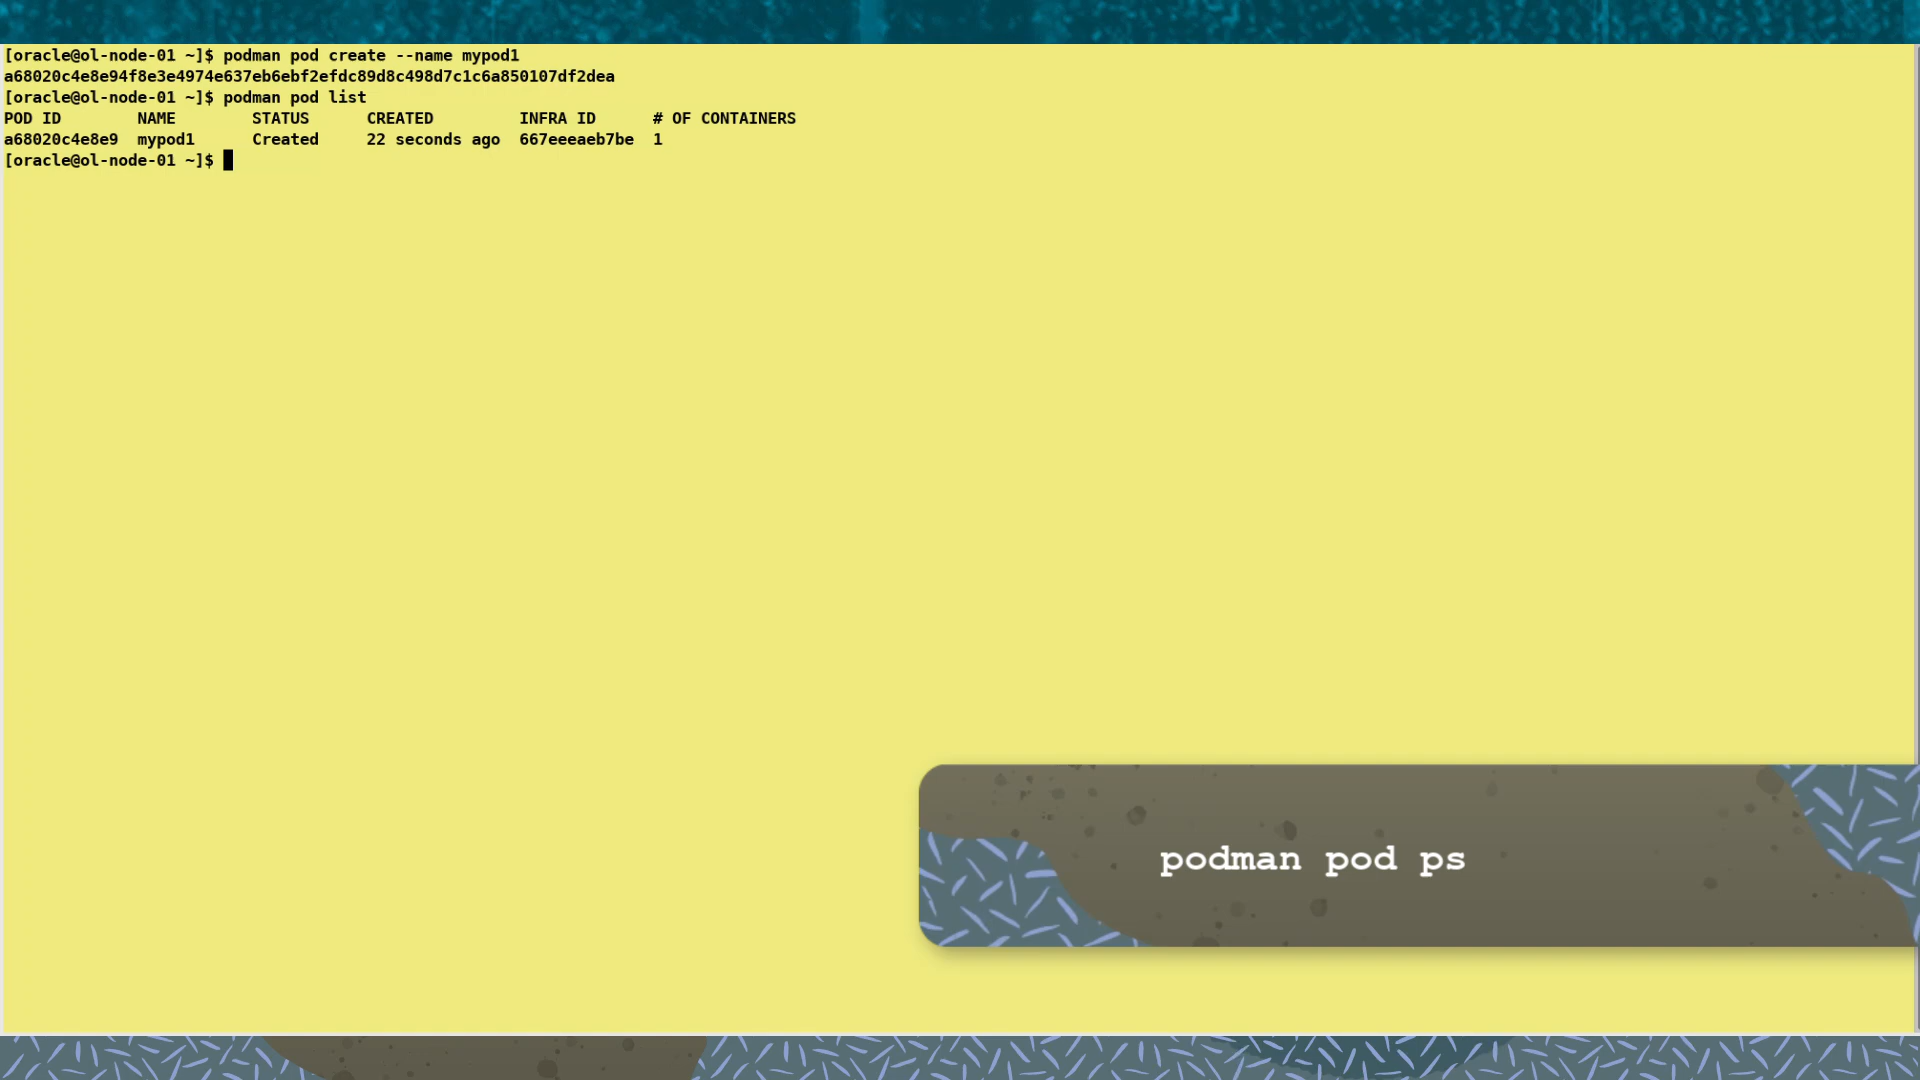 [oracle@ol-node-01 ~]$ podman pod create --name mypod1
a68020c4e8e94f8e3e4974e637eb6ebf2efdc89d8c498d7c1c6a850107df2dea
[oracle@ol-node-01 ~]$ podman pod list
POD ID        NAME        STATUS      CREATED         INFRA ID      # OF CONTAINERS
a68020c4e8e9  mypod1      Created     22 seconds ago  667eeeaeb7be  1
[oracle@ol-node-01 ~]$
podman pod ps